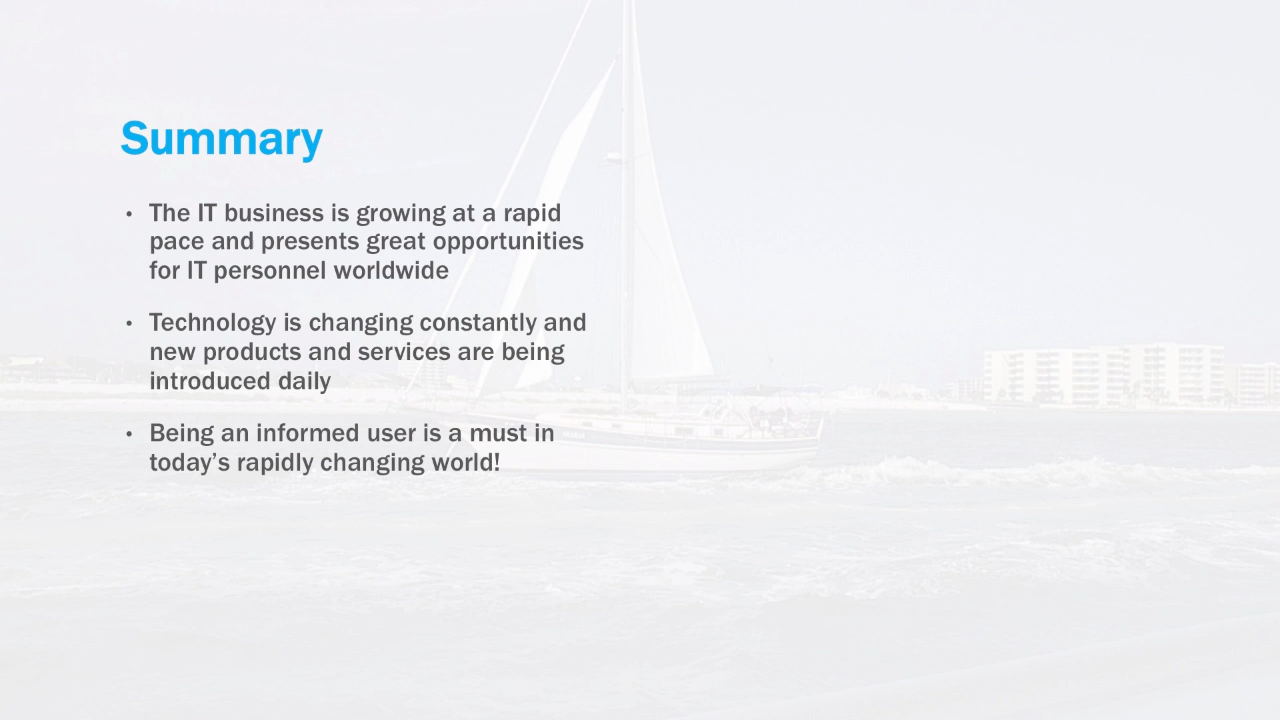 Summary
• The IT business is growing at a rapid
pace and presents great opportunities
for IT personnel worldwide
• Technology is changing constantly and
new products and services are being
introduced daily
• Being an informed user is a must in
today’s rapidly changing world!